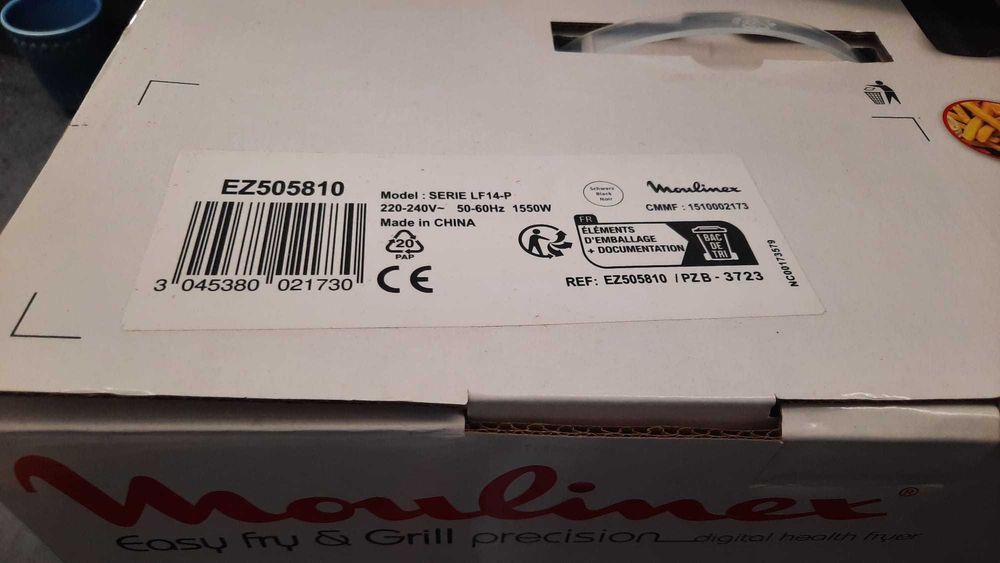 EZ505810
3 045380 021730
Model : SERIE LF14-P
220-240V~ 50-60Hz 1550W
Made in CHINA
20
PAP
CE
Schwarz
Black
Noir
Moulinex
CMMF : 1510002173
FR
ÉLÉMENTS
D'EMBALLAGE
+ DOCUMENTATION
BAC
DE
TRI
REF: EZ505810 / PZB - 3723
NC00173579
Moulinex®
Easy fry & Grill precision digital health fryer